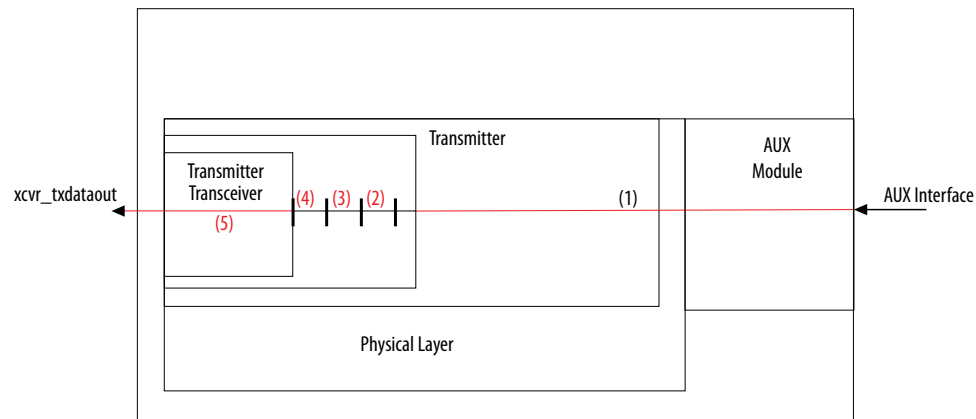 Transmitter
AUX
Module
Transmitter
Transceiver
xcvr_txdataout
(4)
(3)
(2)
(1)
AUX Interface
(5)
Physical Layer